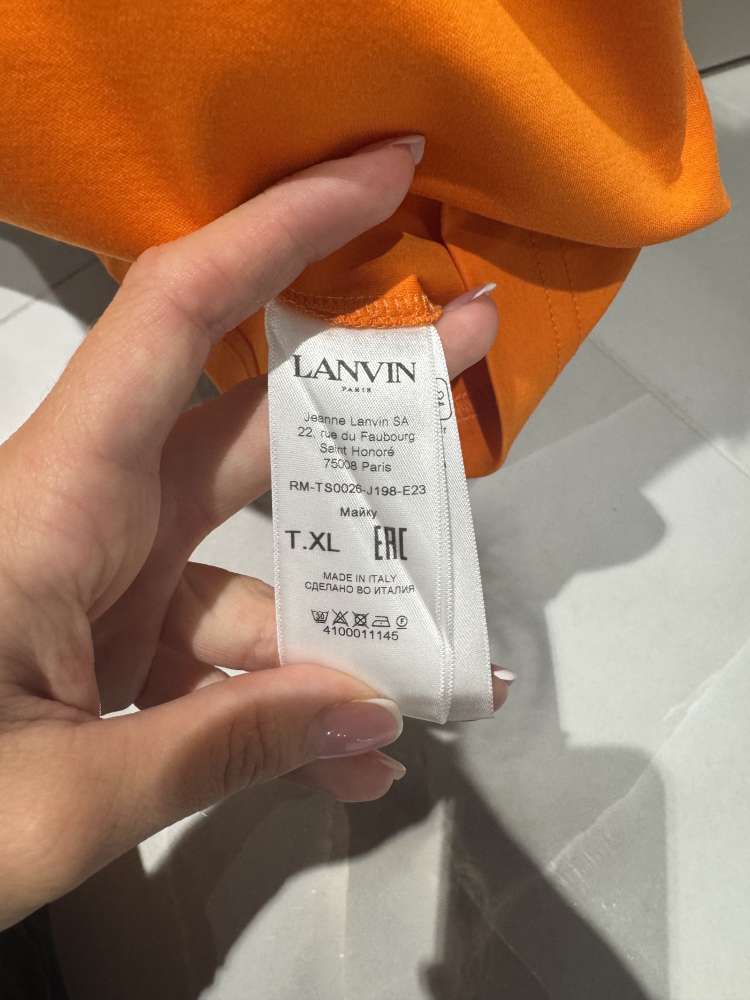 LANVIN
PARIS
Jeanne Lanvin SA
22, rue du Faubourg
Saint Honoré
75008 Paris
RM-TS0026-J198-E23
Майку
T.XL EAC
MADE IN ITALY
СДЕЛАНО ВО ИТАЛИЯ
4100011145